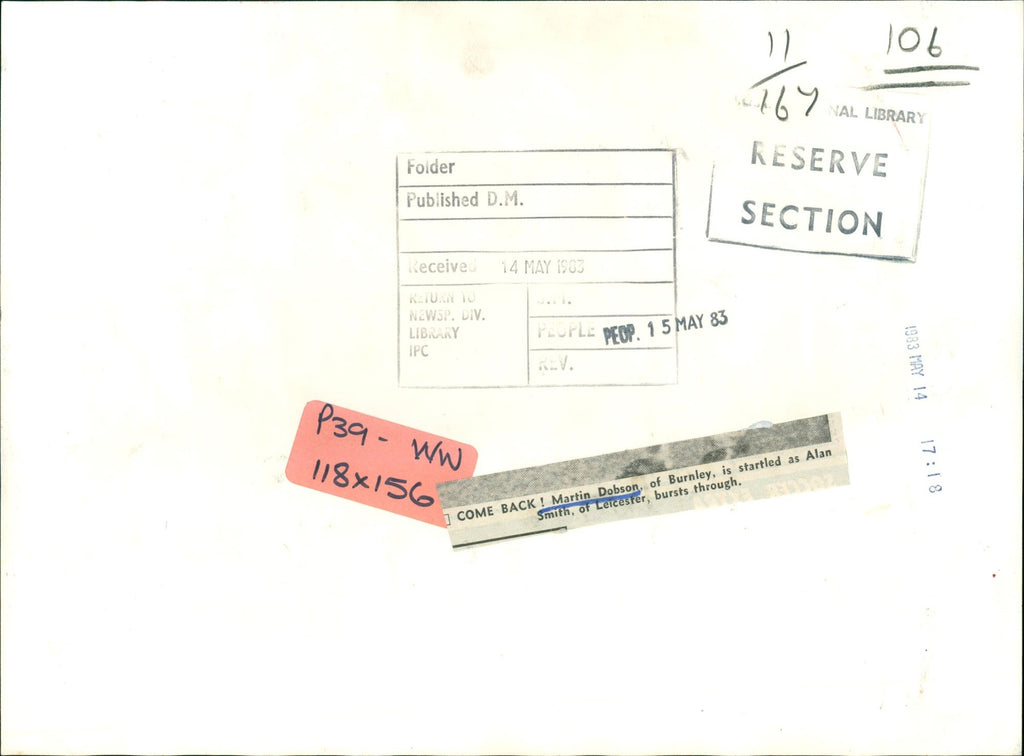 11
106
167
NAL LIBRARY
RESERVE
SECTION
Folder
Published D.M.
Received 14 MAY 1983
RETURN TO
NEWSP. DIV.
LIBRARY
IPC
PEOPLE PEOP. 15 MAY 83
REV.
1983 MAY 14 17:18
P39 - WW
118x156
COME BACK! Martin Dobson, of Burnley, is startled as Alan
Smith, of Leicester, bursts through.